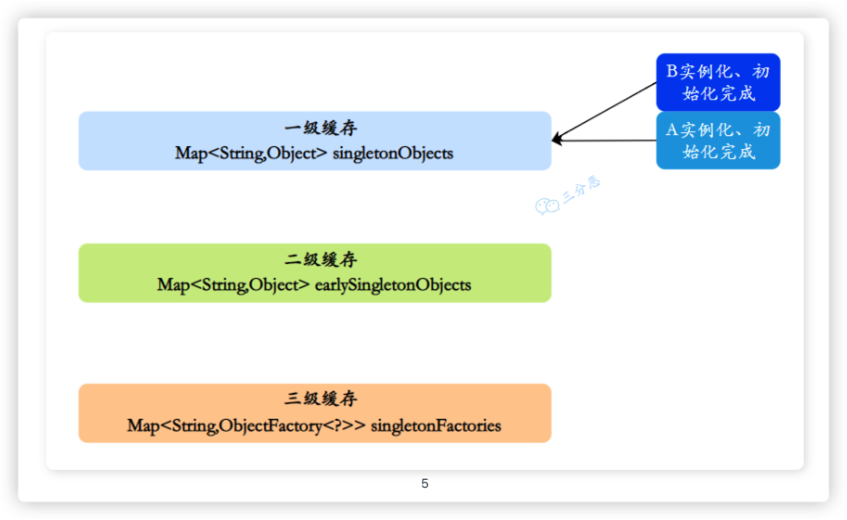 B实例化、初
始化完成
一级缓存
Map<String,Object> singletonObjects
A实例化、初
始化完成
三分恶
二级缓存
Map<String,Object> earlySingletonObjects
三级缓存
Map<String,ObjectFactory<?>> singletonFactories
5